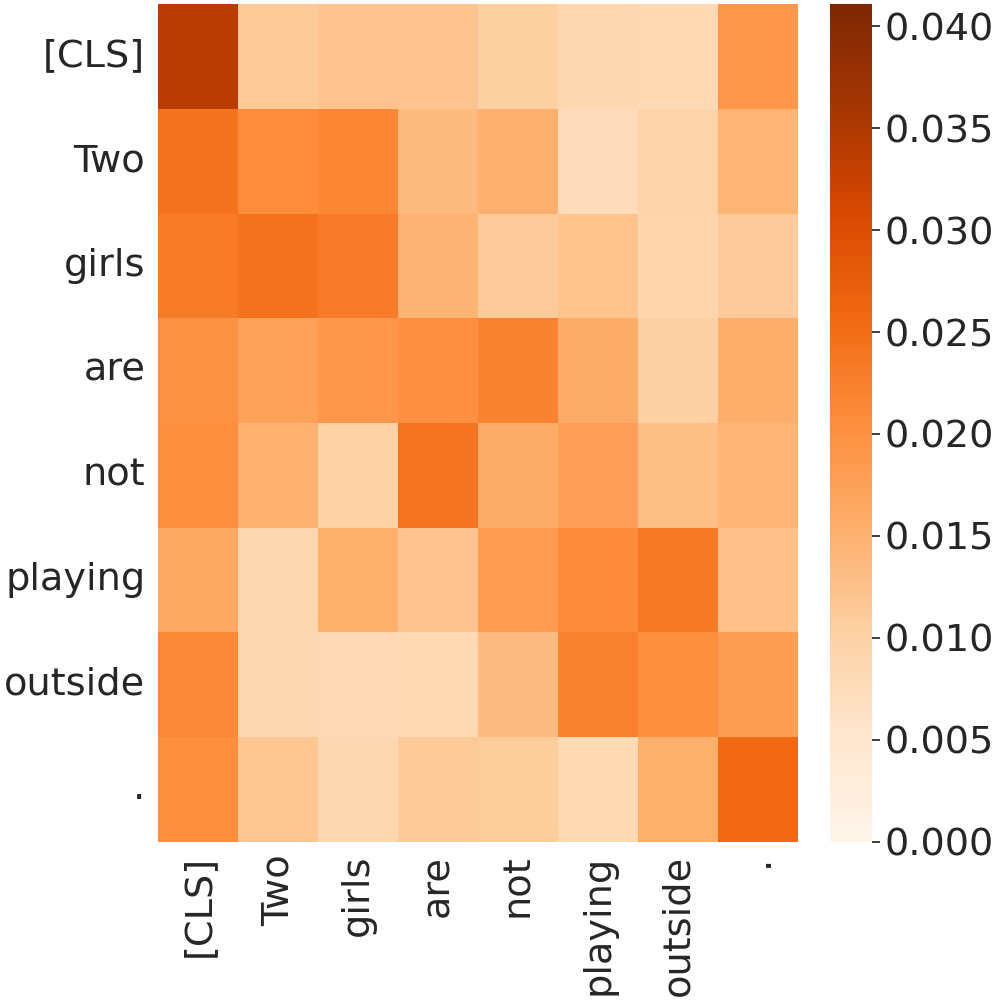 [CLS]
Two
girls
are
not
playing
outside
.
0.040
0.035
0.030
0.025
0.020
0.015
0.010
0.005
0.000
[CLS]
Two
girls
are
not
playing
outside
.